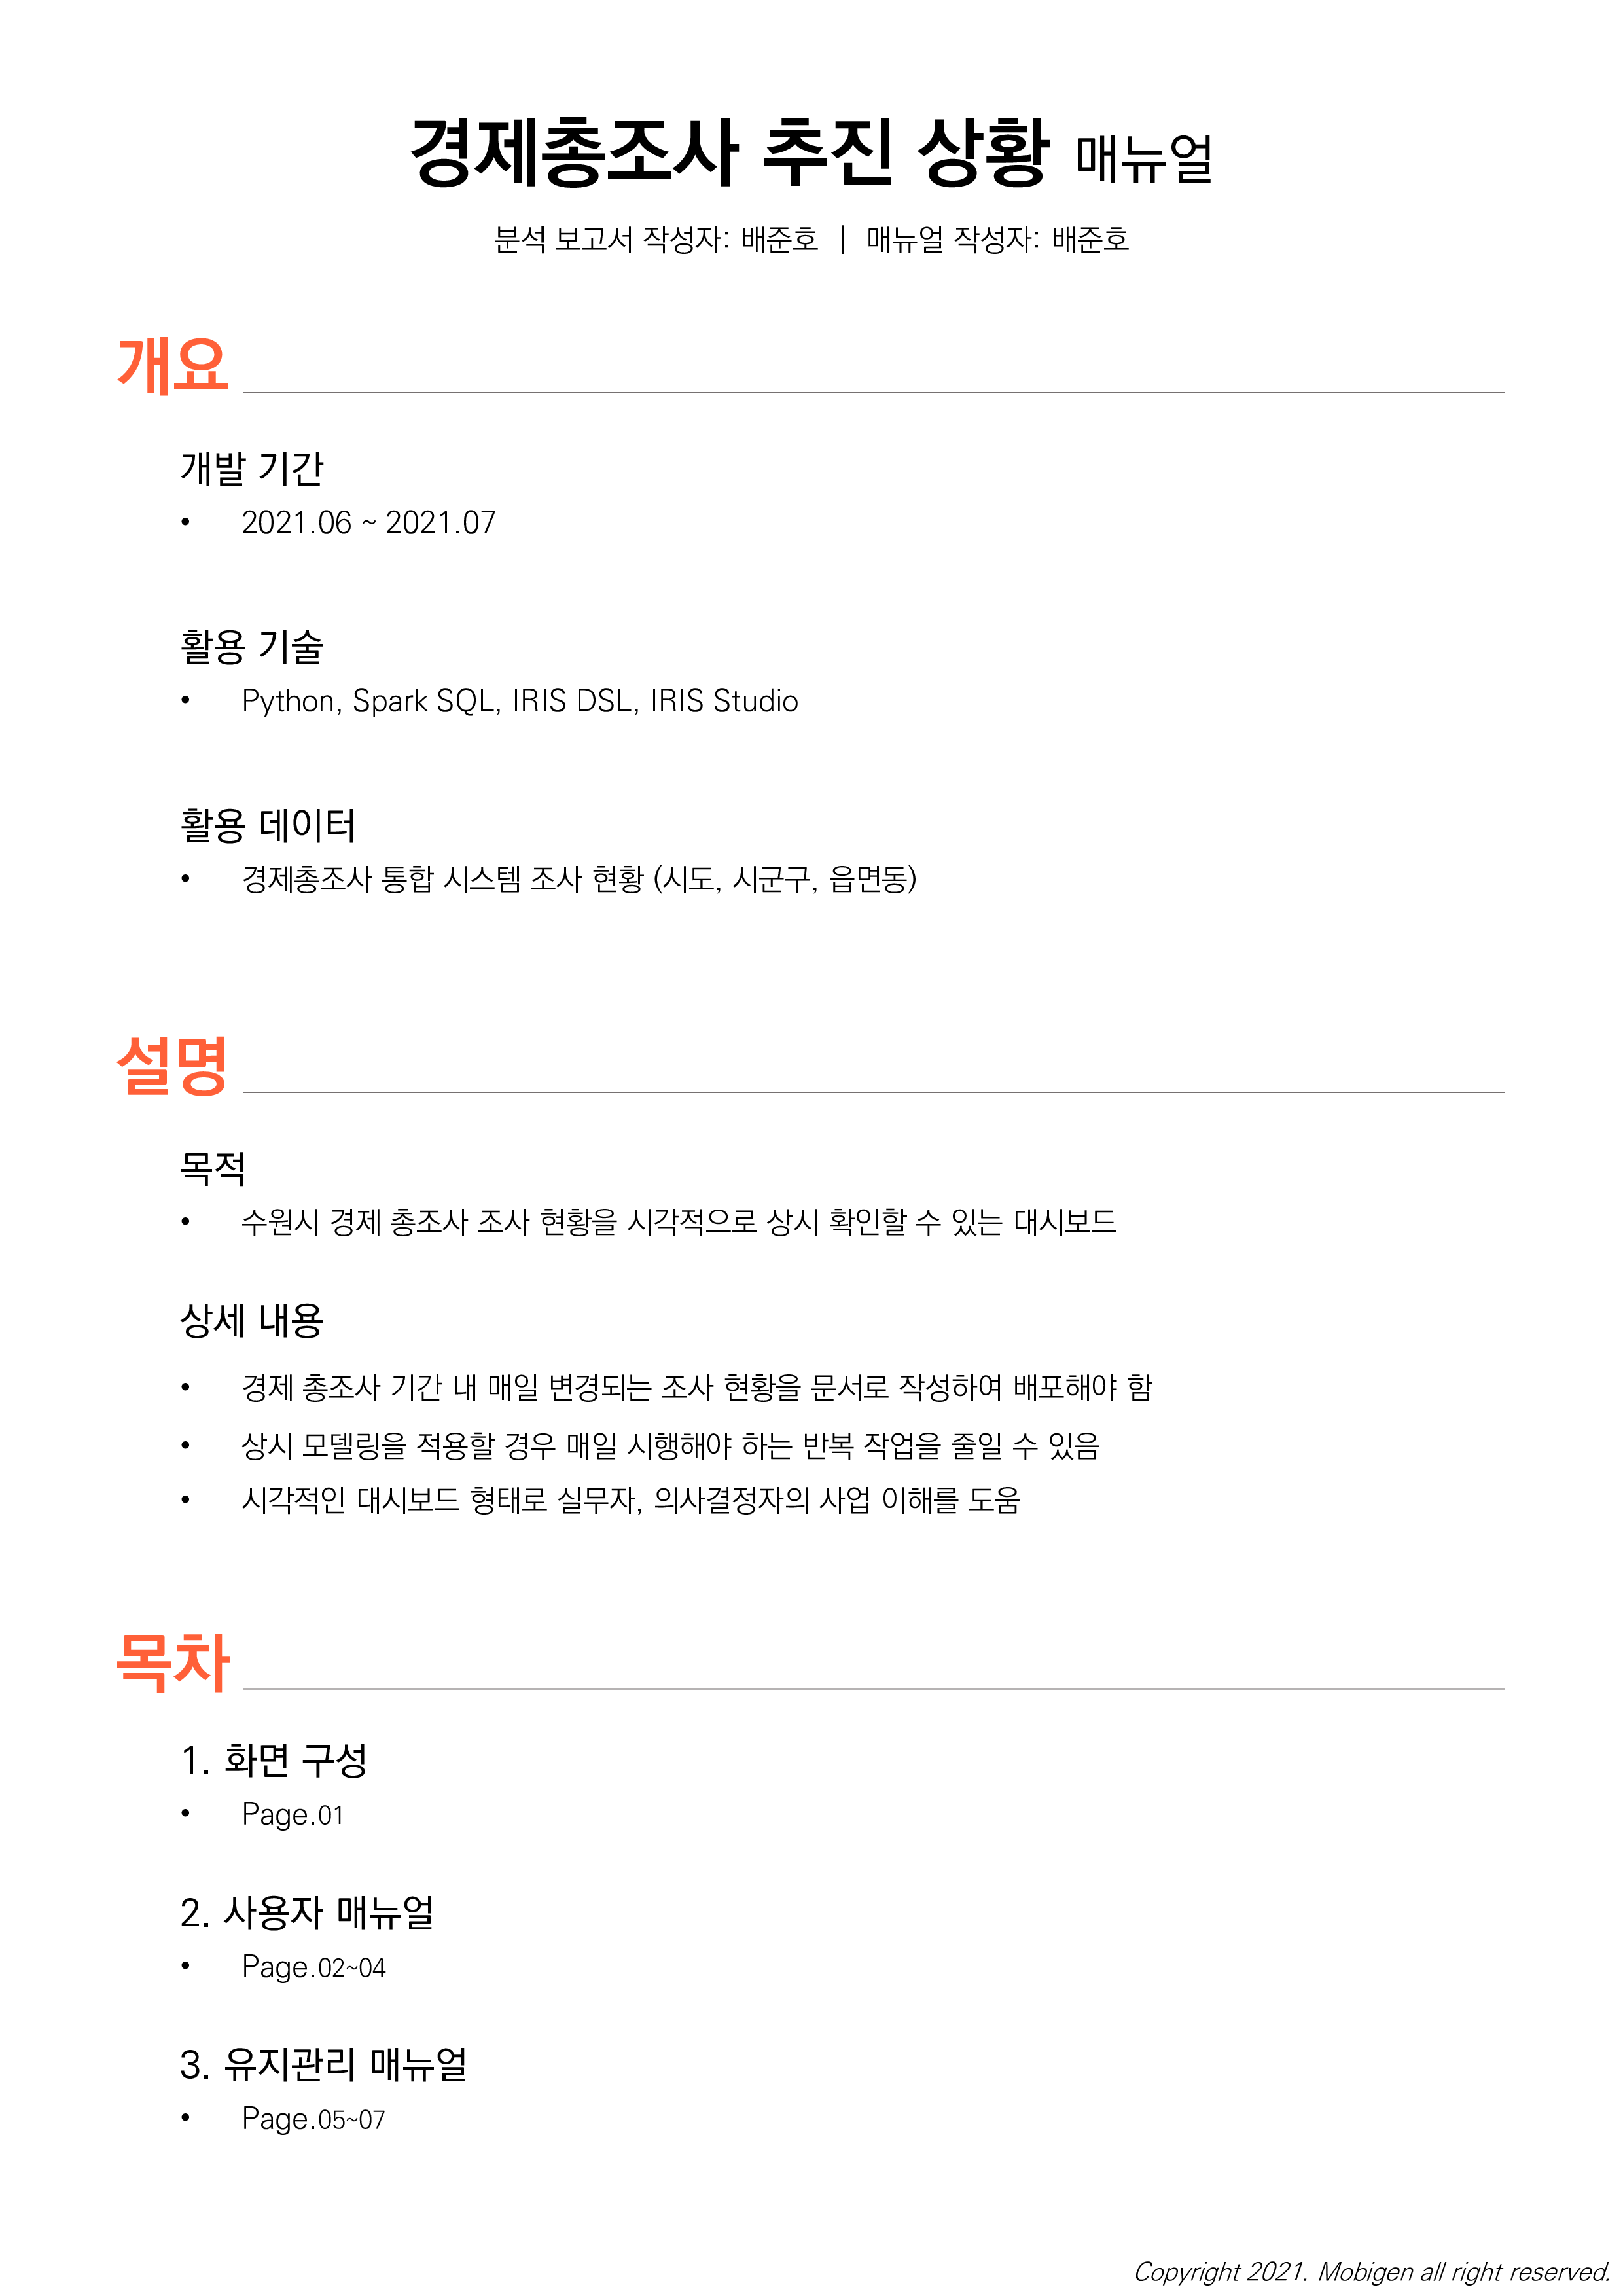 경제총조사 추진 상황 매뉴얼
분석 보고서 작성자: 배준호 | 매뉴얼 작성자: 배준호
개요
개발 기간
• 2021.06 ~ 2021.07
활용 기술
• Python, Spark SQL, IRIS DSL, IRIS Studio
활용 데이터
• 경제총조사 통합 시스템 조사 현황 (시도, 시군구, 읍면동)
설명
목적
• 수원시 경제 총조사 조사 현황을 시각적으로 상시 확인할 수 있는 대시보드
상세 내용
• 경제 총조사 기간 내 매일 변경되는 조사 현황을 문서로 작성하여 배포해야 함
• 상시 모델링을 적용할 경우 매일 시행해야 하는 반복 작업을 줄일 수 있음
• 시각적인 대시보드 형태로 실무자, 의사결정자의 사업 이해를 도움
목차
1. 화면 구성
• Page.01
2. 사용자 매뉴얼
• Page.02~04
3. 유지관리 매뉴얼
• Page.05~07
Copyright 2021. Mobigen all right reserved.